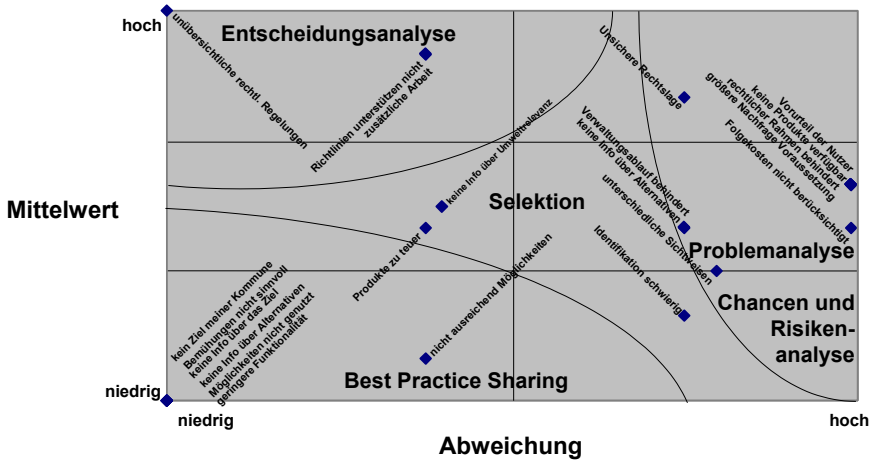 hoch
Entscheidungsanalyse
unübersichtliche rechtl. Regelungen
Richtlinien unterstützen nicht
zusätzliche Arbeit
Unsichere Rechtslage
Vorurteil der Nutzer
keine Produkte verfügbar
rechtlicher Rahmen behindert
größere Nachfrage Voraussetzung
Folgekosten nicht berücksichtigt
keine Info über Umweltrelevanz
Verwaltungsablauf behindert
keine Info über Alternativen
unterschiedliche Sichtweisen
Mittelwert
Selektion
Produkte zu teuer
Identifikation schwierig
Problemanalyse
nicht ausreichend Möglichkeiten
Chancen und
Risiken-
analyse
kein Ziel meiner Kommune
Bemühungen nicht sinnvoll
keine Info über das Ziel
keine Info über Alternativen
Möglichkeiten nicht genutzt
geringere Funktionalität
Best Practice Sharing
niedrig
niedrig
hoch
Abweichung